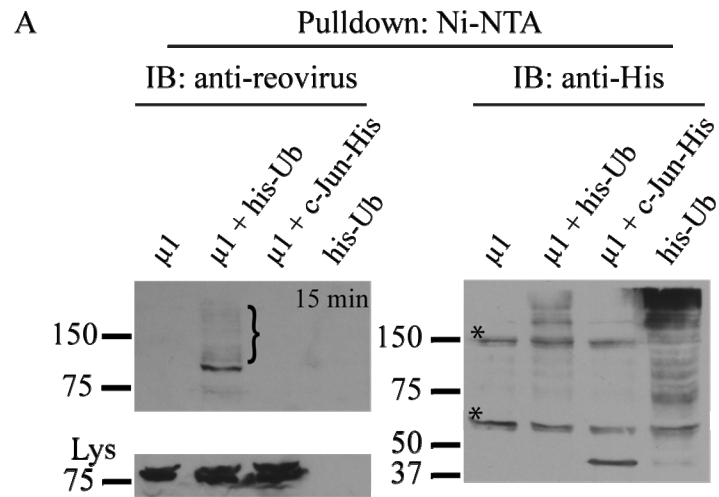 A
Pulldown: Ni-NTA
IB: anti-reovirus
IB: anti-His
μ1
μ1 + his-Ub
μ1 + c-Jun-His
his-Ub
μ1
μ1 + his-Ub
μ1 + c-Jun-His
his-Ub
15 min
}
150
75
Lys
75
*
150
75
*
50
37